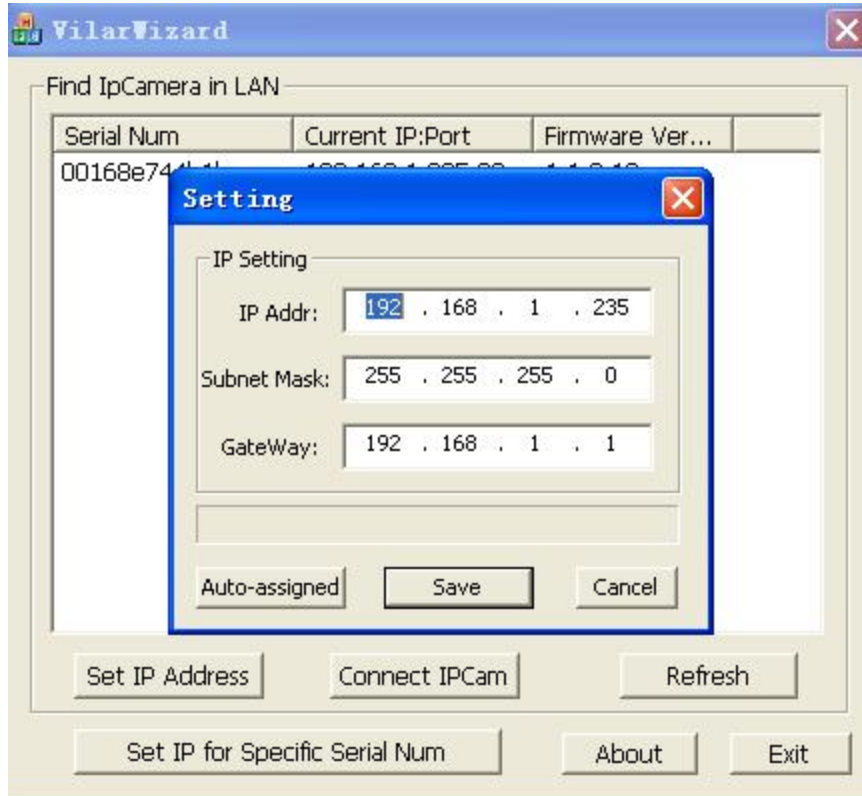 VilarWizard
Find IpCamera in LAN
Serial Num Current IP:Port Firmware Ver...
Setting
IP Setting
IP Addr: 192 . 168 . 1 . 235
Subnet Mask: 255 . 255 . 255 . 0
GateWay: 192 . 168 . 1 . 1
Auto-assigned Save Cancel
Set IP Address Connect IPCam Refresh
Set IP for Specific Serial Num About Exit